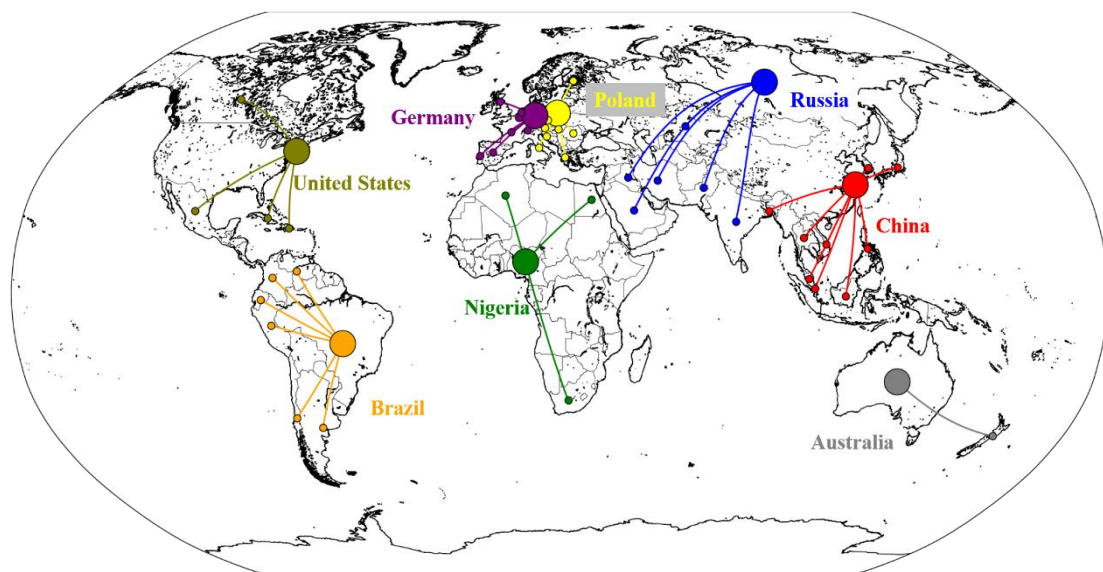 Poland
Russia
Germany
United States
China
Nigeria
Brazil
Australia